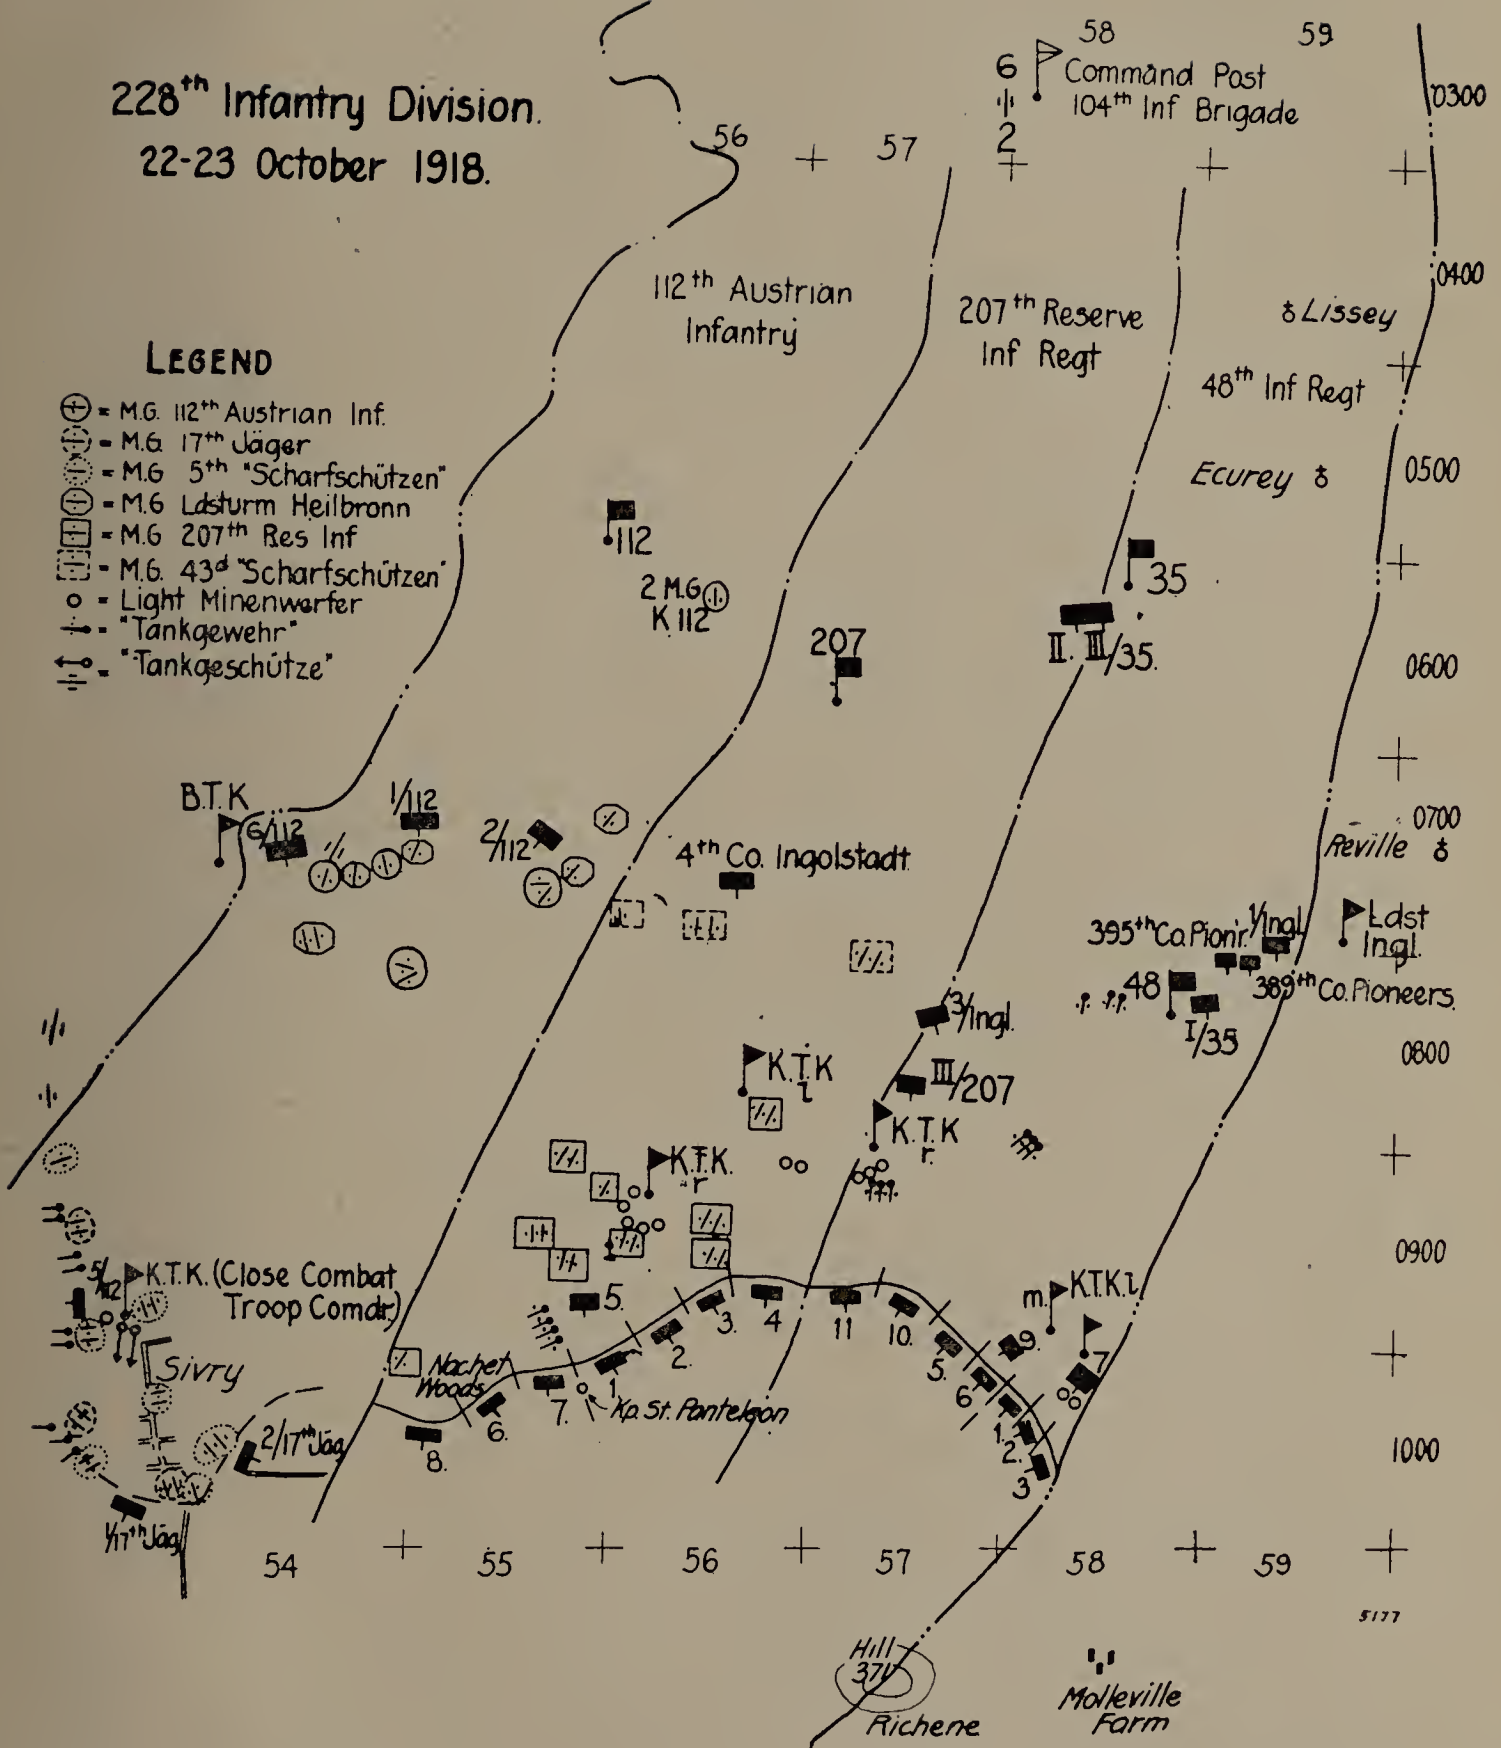 228th Infantry Division.
22-23 October 1918.
58
59
6
2
Command Post
104th Inf Brigade
0300
56
57
0400
112th Austrian
Infantry
207th Reserve
Inf Regt
Lissey
48th Inf Regt
LEGEND
= M.G. 112th Austrian Inf.
= M.G. 17th Jäger
= M.G 5th "Scharfschützen"
= M.G Ldsturm Heilbronn
= M.G 207th Res Inf
= M.G. 43d "Scharfschützen"
= Light Minenwerfer
= "Tankgewehr"
= "Tankgeschütze"
Ecurey
0500
112
2 M.G
K 112
35
II. III/35.
207
0600
B.T.K
6/112
1/112
2/112
4th Co. Ingolstadt
0700
Reville
395th Co. Pionr.
1/Ingl
Ldst
Ingl.
48
389th Co. Pioneers.
I/35
3/Ingl.
0800
K.T.K
l
III/207
K.T.K
r.
K.T.K.
r
0900
5/112
K.T.K. (Close Combat
Troop Comdr.)
m.
K.T.K.l
5.
3.
4
11
10.
9.
7
2.
5.
6
1.
2.
3
Sivry
Nachet
Woods
1.
7.
Kp. St. Panteleon
6.
8.
2/17th Jäg
1000
1/17th Jäg
54
55
56
57
58
59
5177
Hill
371
Richene
Molleville
Farm